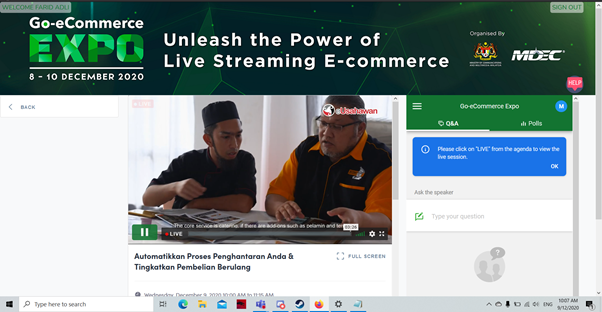 WELCOME FARID ADLI
SIGN OUT
Go-eCommerce
EXPO
8 - 10 DECEMBER 2020
Unleash the Power of
Live Streaming E-commerce
Organised By
MDEC
HELP
BACK
eUsahawan
The core service is catering, if there are add-ons such as pelamin and
03:26
LIVE
Automatikkan Proses Penghantaran Anda &
Tingkatkan Pembelian Berulang
FULL SCREEN
Wednesday, December 9, 2020 10:00 AM to 11:15 AM
Go-eCommerce Expo
M
Q&A
Polls
Please click on "LIVE" from the agenda to view the
live session.
OK
Ask the speaker
Type your question
?
Type here to search
ENG
10:07 AM
9/12/2020